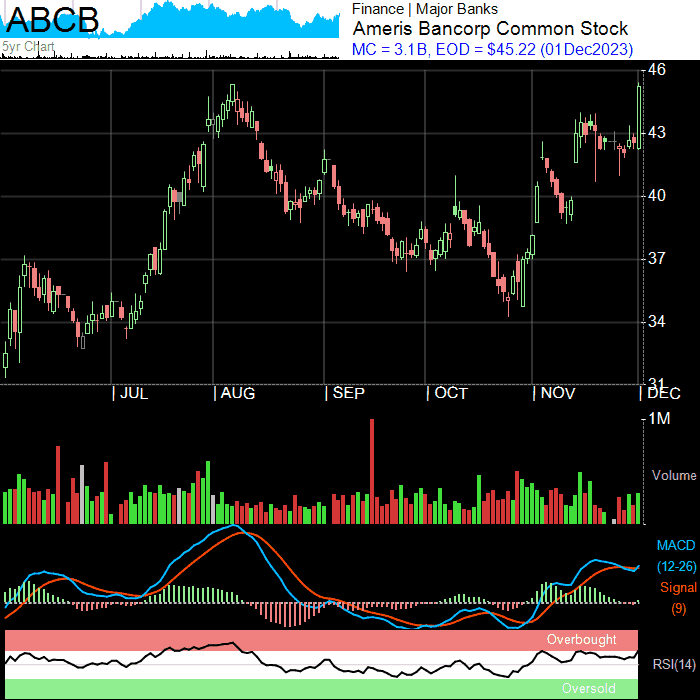 ABCB
5yr Chart
Finance | Major Banks
Ameris Bancorp Common Stock
MC = 3.1B, EOD = $45.22 (01Dec2023)
46
43
40
37
34
31
JUL
AUG
SEP
OCT
NOV
DEC
1M
Volume
MACD
(12-26)
Signal
(9)
Overbought
RSI(14)
Oversold